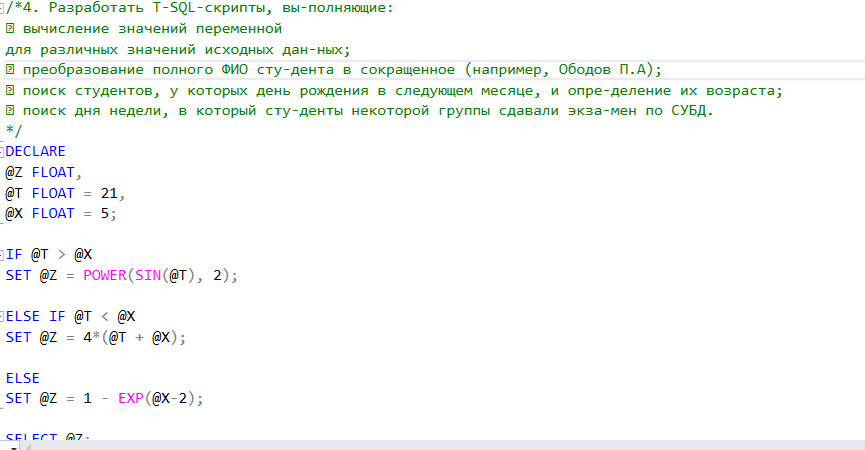 /*4. Разработать T-SQL-скрипты, вы-полняющие:
вычисление значений переменной
для различных значений исходных дан-ных;
преобразование полного ФИО сту-дента в сокращенное (например, Ободов П.А);
поиск студентов, у которых день рождения в следующем месяце, и опре-деление их возраста;
поиск дня недели, в который сту-денты некоторой группы сдавали экза-мен по СУБД.
*/
DECLARE
@Z FLOAT,
@T FLOAT = 21,
@X FLOAT = 5;
IF @T > @X
SET @Z = POWER(SIN(@T), 2);
ELSE IF @T < @X
SET @Z = 4*(@T + @X);
ELSE
SET @Z = 1 - EXP(@X-2);
SELECT @Z;